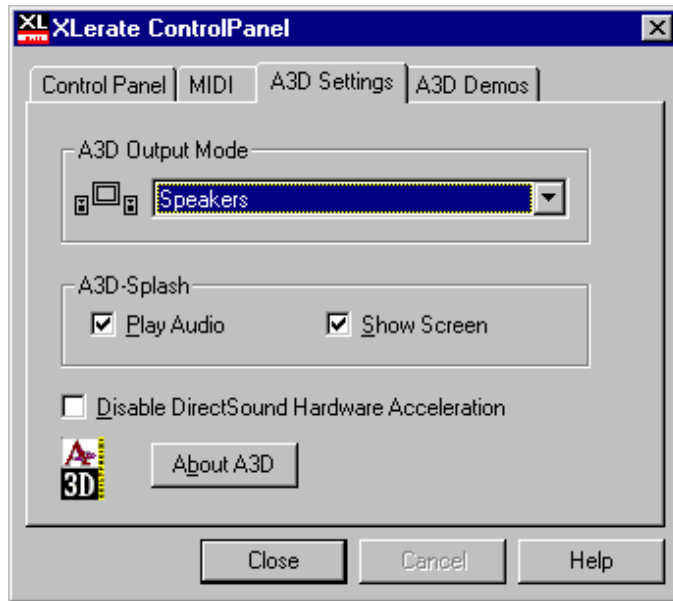 XL XLerate ControlPanel
Control Panel MIDI A3D Settings A3D Demos
A3D Output Mode
Speakers
A3D-Splash
Play Audio Show Screen
Disable DirectSound Hardware Acceleration
3D About A3D
Close Cancel Help